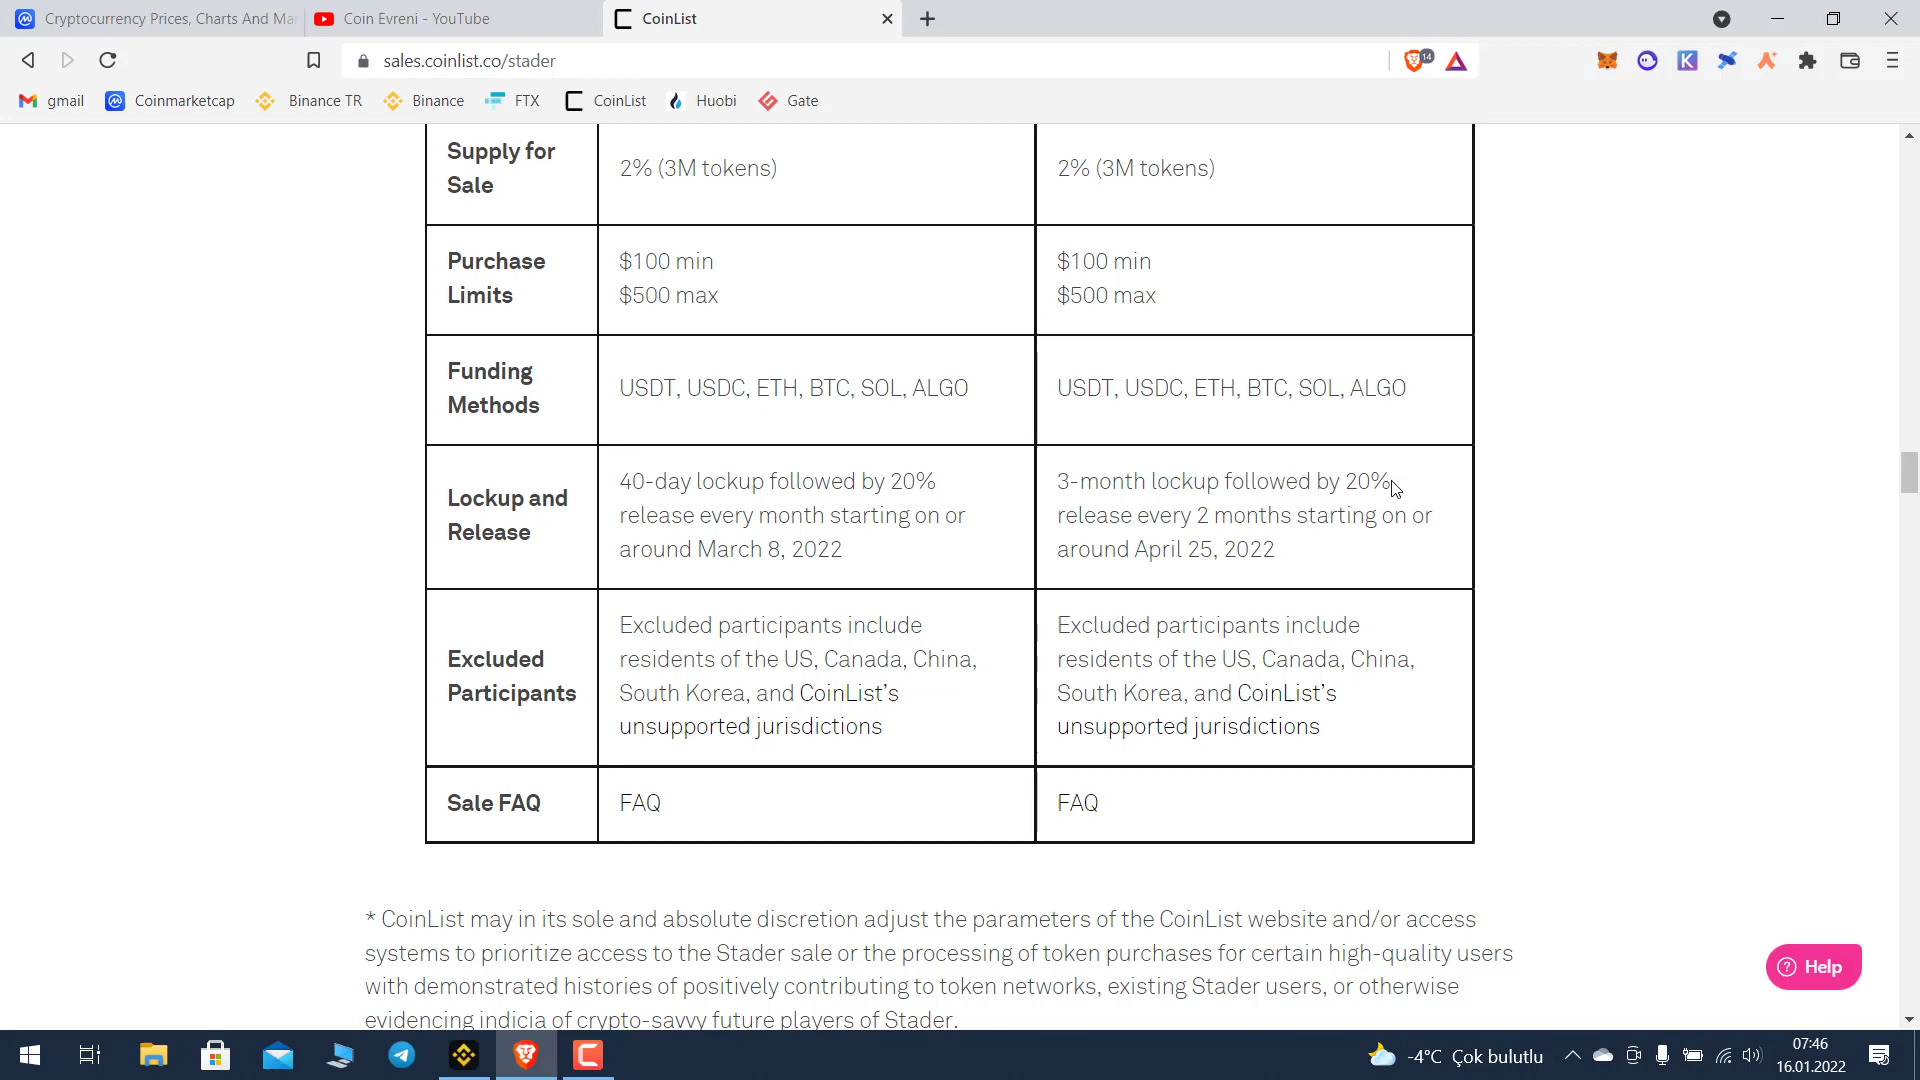 Cryptocurrency Prices, Charts And Ma
Coin Evreni - YouTube
CoinList
sales.coinlist.co/stader
14
gmail
Coinmarketcap
Binance TR
Binance
FTX
CoinList
Huobi
Gate
Supply for
Sale
2% (3M tokens)
2% (3M tokens)
Purchase
Limits
$100 min
$500 max
$100 min
$500 max
Funding
Methods
USDT, USDC, ETH, BTC, SOL, ALGO
USDT, USDC, ETH, BTC, SOL, ALGO
Lockup and
Release
40-day lockup followed by 20%
release every month starting on or
around March 8, 2022
3-month lockup followed by 20%
release every 2 months starting on or
around April 25, 2022
Excluded
Participants
Excluded participants include
residents of the US, Canada, China,
South Korea, and CoinList’s
unsupported jurisdictions
Excluded participants include
residents of the US, Canada, China,
South Korea, and CoinList’s
unsupported jurisdictions
Sale FAQ
FAQ
FAQ
* CoinList may in its sole and absolute discretion adjust the parameters of the CoinList website and/or access
systems to prioritize access to the Stader sale or the processing of token purchases for certain high-quality users
with demonstrated histories of positively contributing to token networks, existing Stader users, or otherwise
evidencing indicia of crypto-savvy future players of Stader.
Help
-4°C Çok bulutlu
07:46
16.01.2022